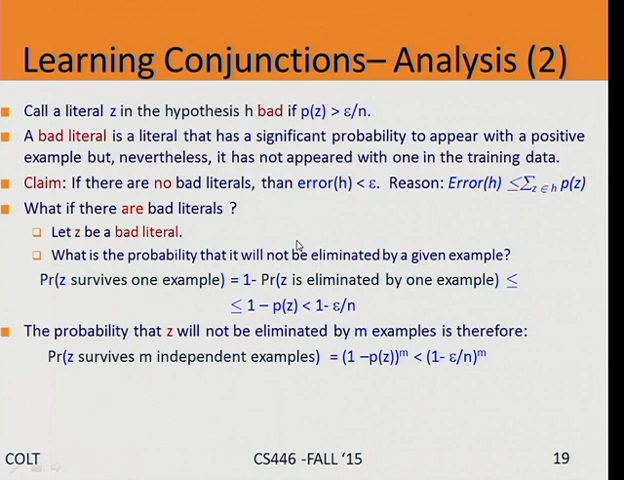 Learning Conjunctions– Analysis (2)
Call a literal z in the hypothesis h bad if p(z) > ε/n.
A bad literal is a literal that has a significant probability to appear with a positive
example but, nevertheless, it has not appeared with one in the training data.
Claim: If there are no bad literals, than error(h) < ε. Reason: Error(h) ≤Σz ∈ h p(z)
What if there are bad literals ?
Let z be a bad literal.
What is the probability that it will not be eliminated by a given example?
Pr(z survives one example) = 1- Pr(z is eliminated by one example) ≤
≤ 1 – p(z) < 1- ε/n
The probability that z will not be eliminated by m examples is therefore:
Pr(z survives m independent examples) = (1 –p(z))ᵐ < (1- ε/n)ᵐ
COLT CS446 -FALL ‘15 19